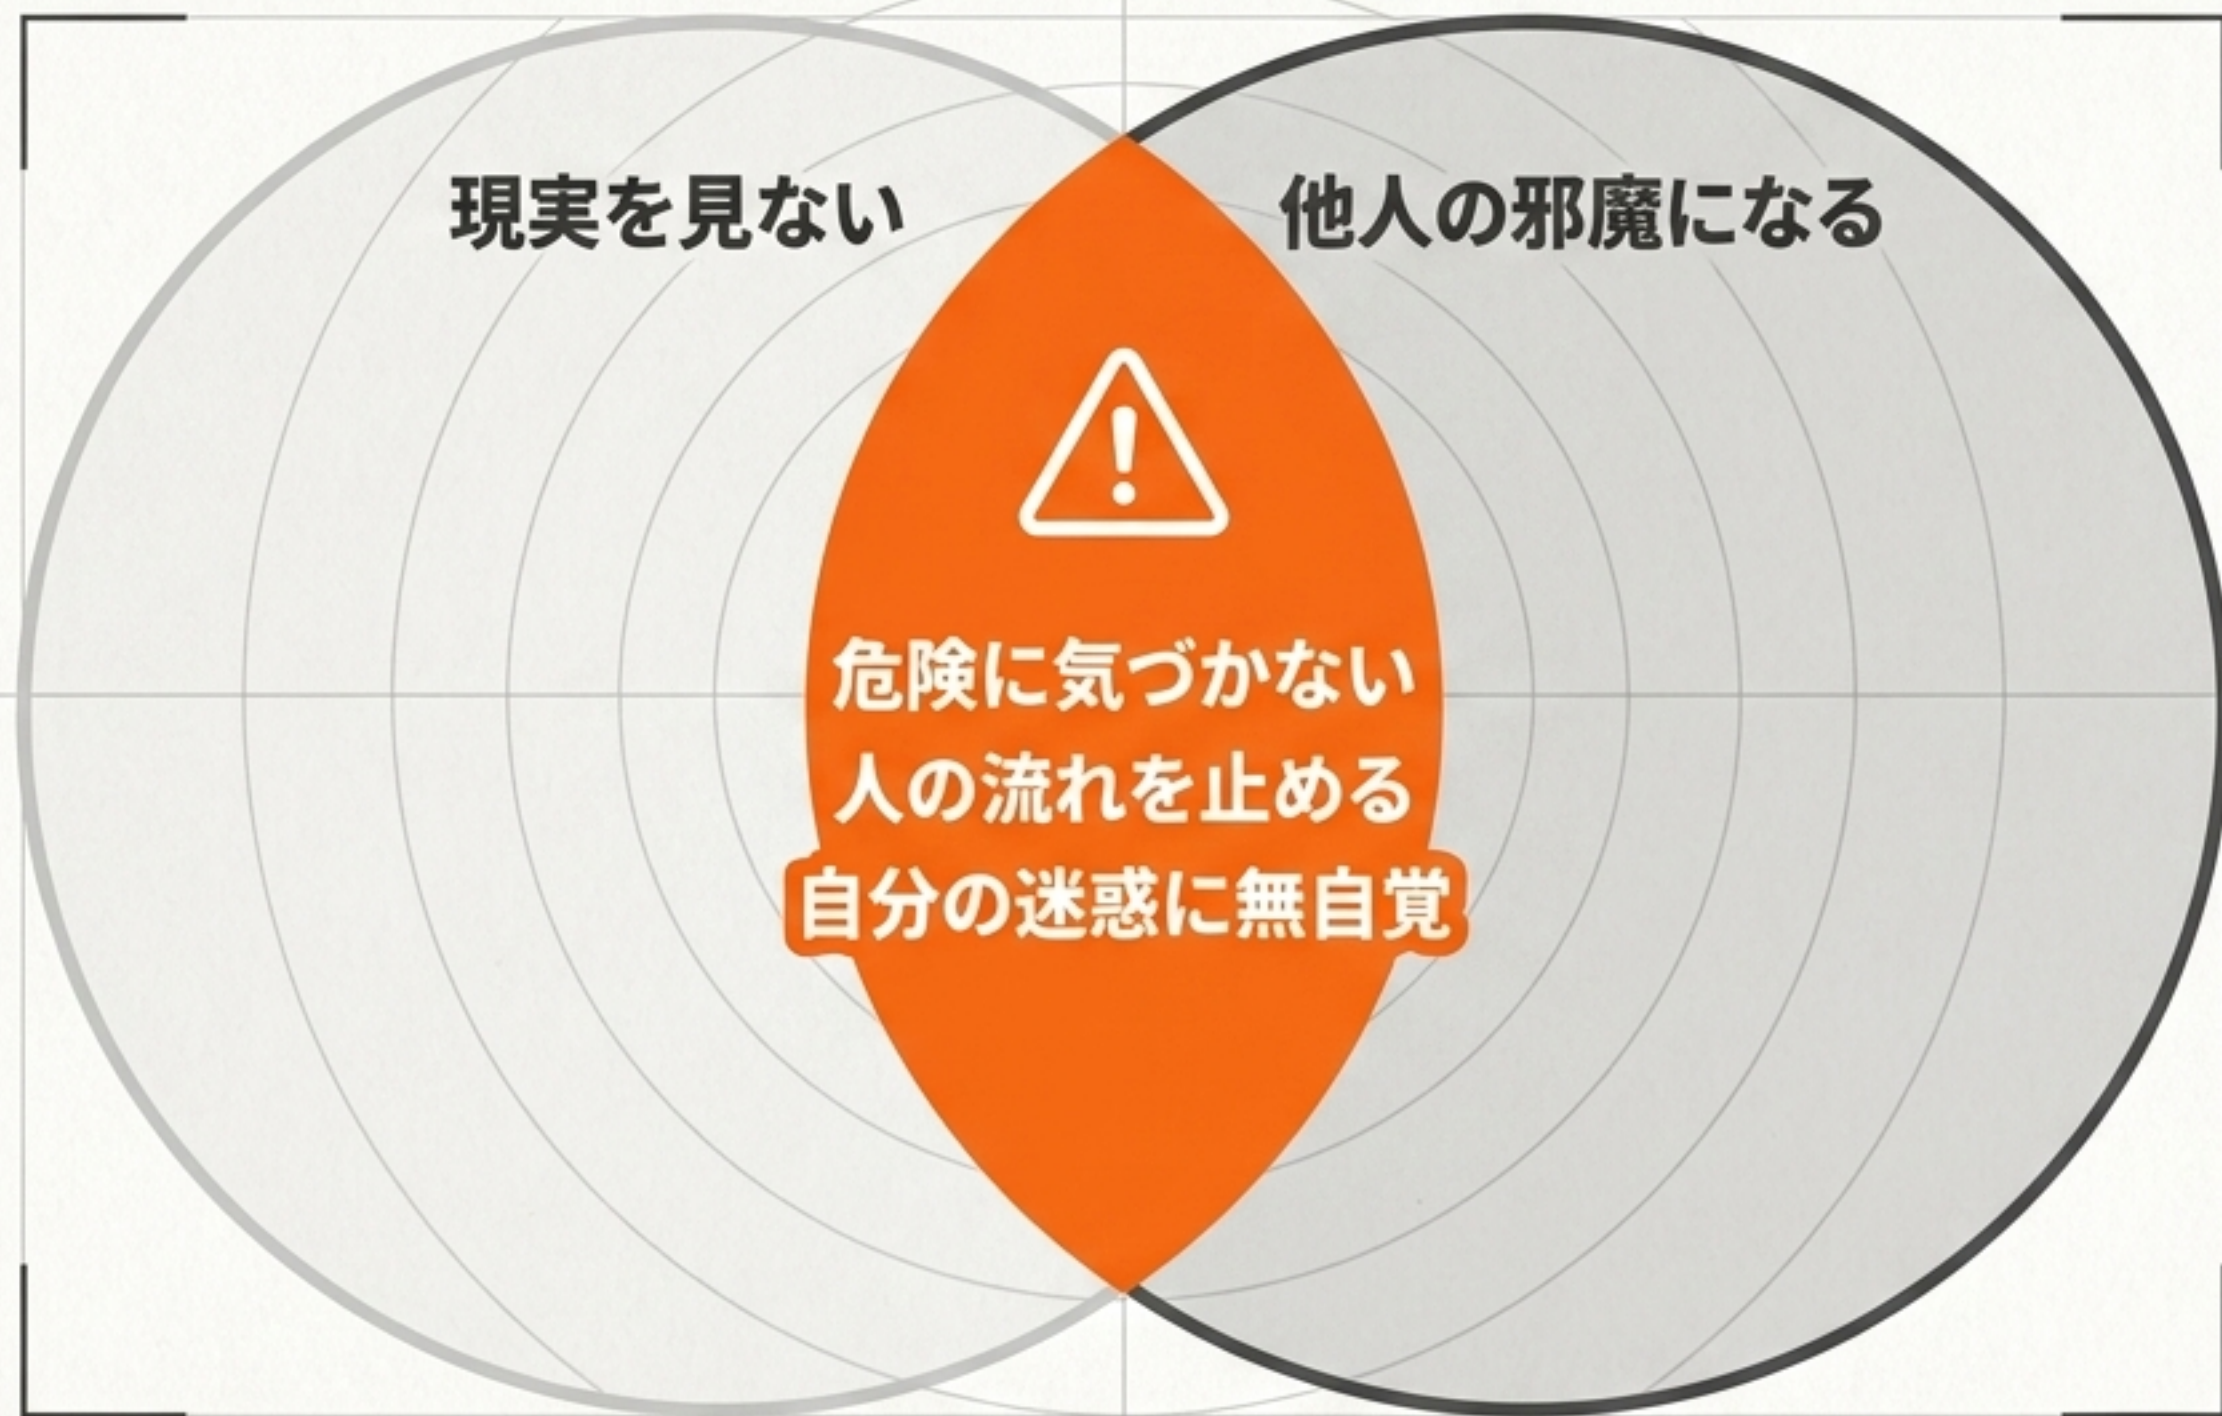 現実を見ない
他人の邪魔になる
危険に気づかない
人の流れを止める
自分の迷惑に無自覚